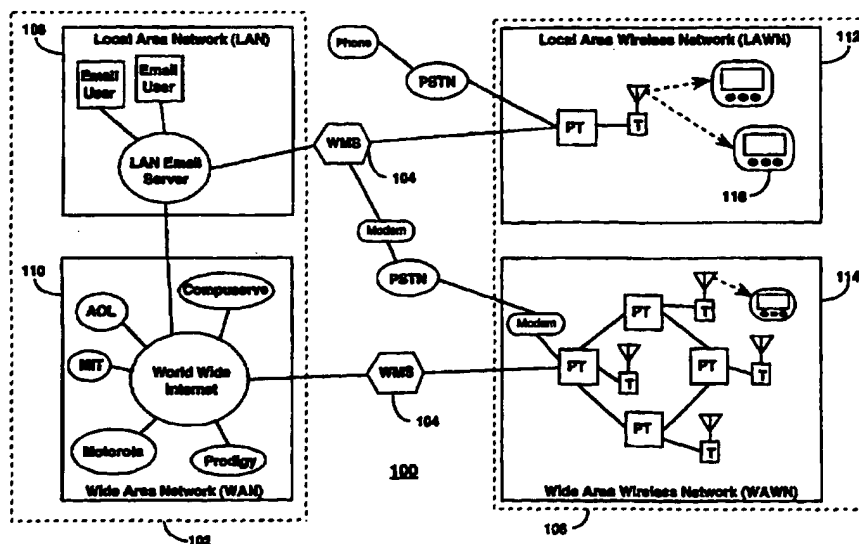 108
Local Area Network (LAN)
Email
User
Email
User
LAN Email
Server
Phone
PSTN
WMS
104
Modem
PSTN
Local Area Wireless Network (LAWN)
112
PT
T
116
110
AOL
Compuserve
MIT
World Wide
Internet
Motorola
Prodigy
Wide Area Network (WAN)
102
WMS
104
100
114
Modem
PT
T
PT
T
PT
T
PT
T
Wide Area Wireless Network (WAWN)
106